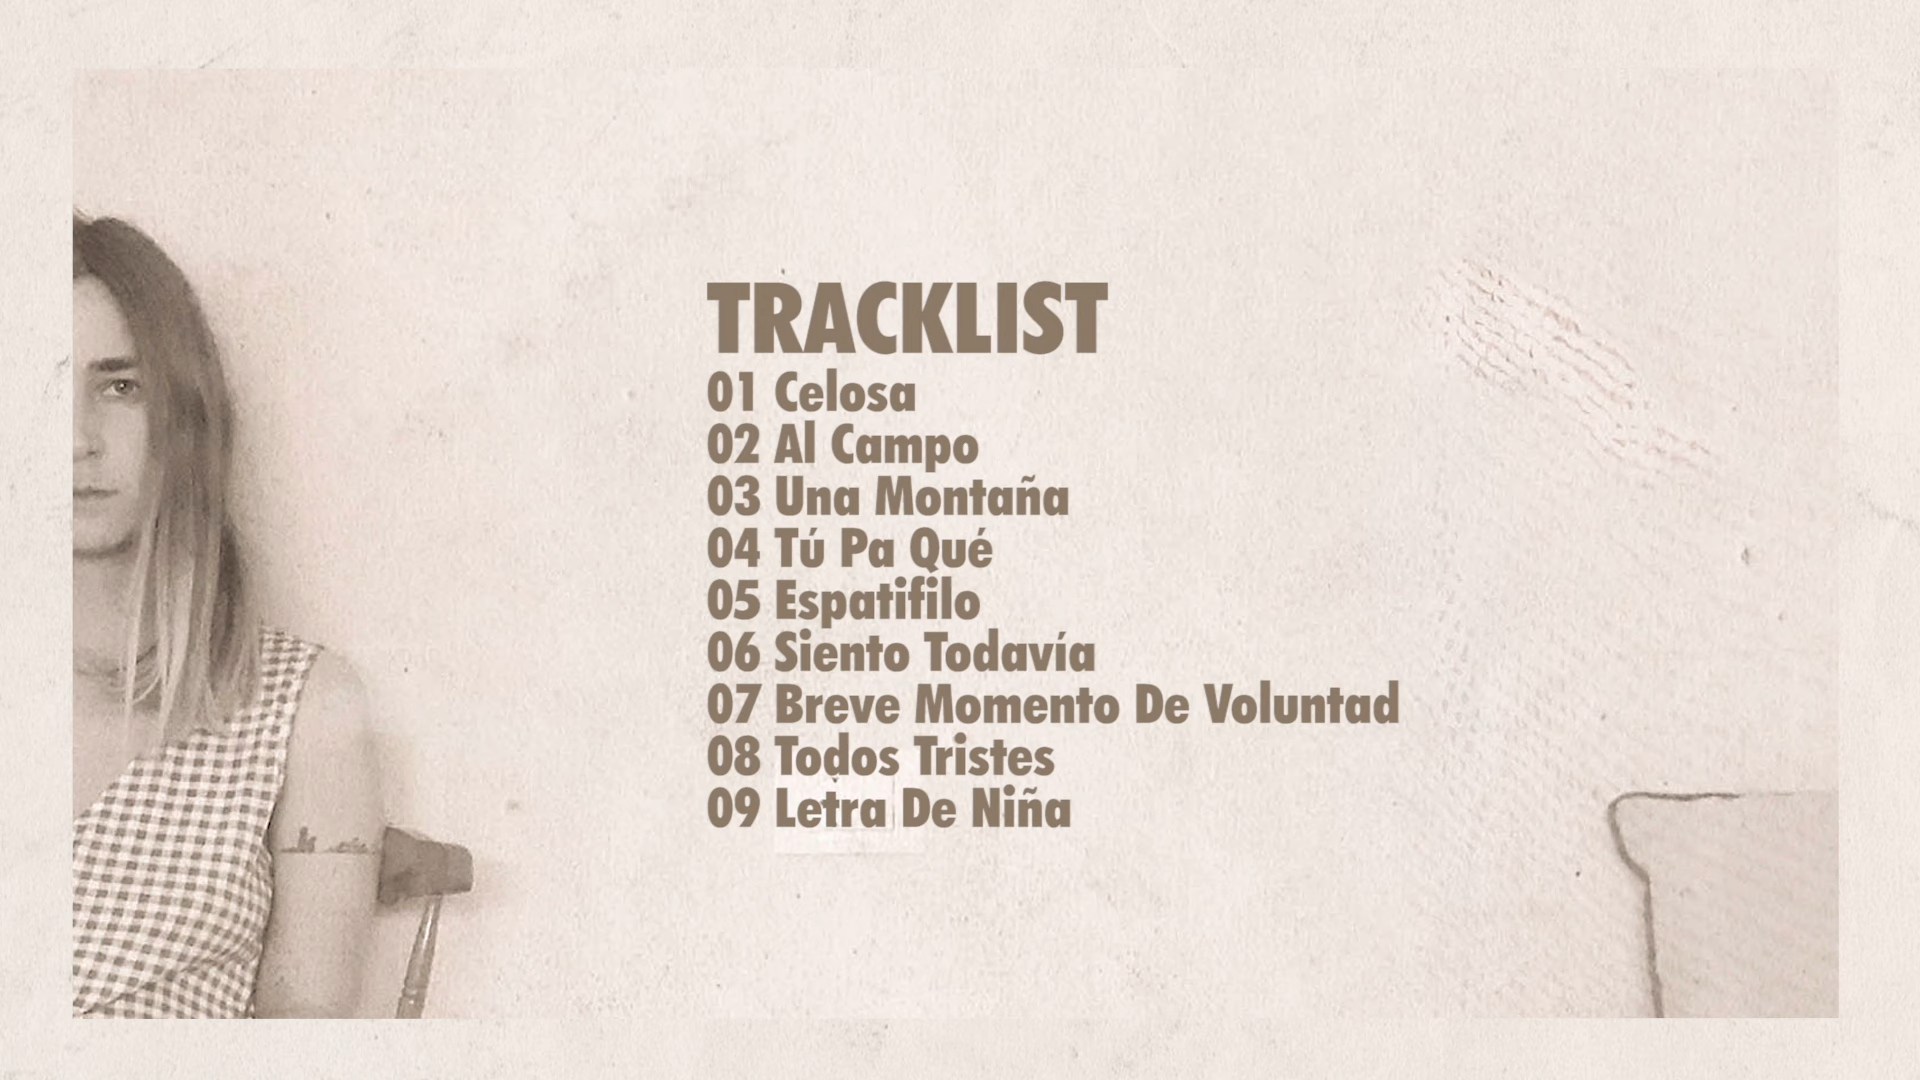 TRACKLIST
01 Celosa
02 Al Campo
03 Una Montaña
04 Tú Pa Qué
05 Espatifilo
06 Siento Todavía
07 Breve Momento De Voluntad
08 Todos Tristes
09 Letra De Niña